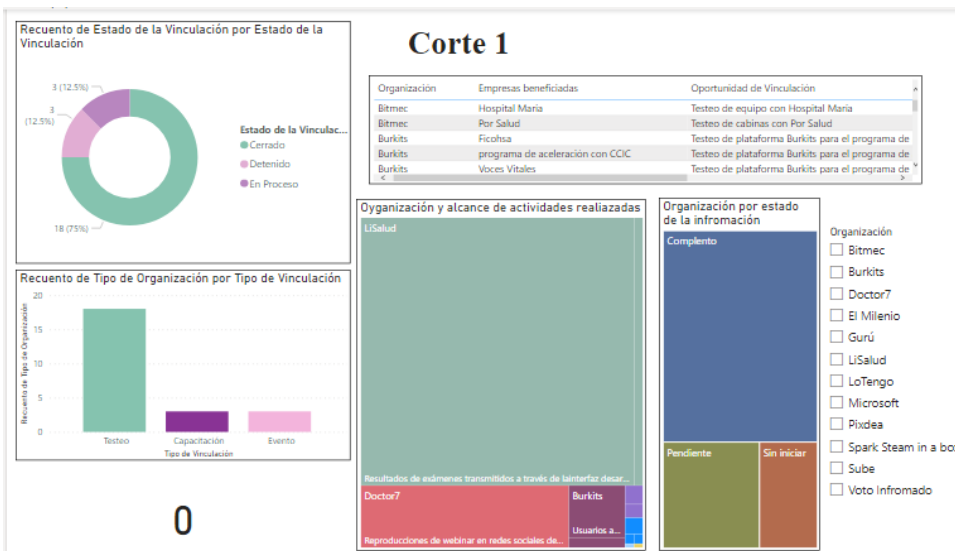 Recuento de Estado de la Vinculación por Estado de la
Vinculación
3 (12.5%)
3
(12.5%)
18 (75%)
Estado de la Vinculac...
Cerrado
Detenido
En Proceso
Corte 1
Organización Empresas beneficiadas Oportunidad de Vinculación
Bitmec Hospital Maria Testeo de equipo con Hospital María
Bitmec Por Salud Testeo de cabinas con Por Salud
Burkits Ficohsa Testeo de plataforma Burkits para el programa de
Burkits programa de aceleración con CCIC Testeo de plataforma Burkits para el programa de
Burkits Voces Vitales Testeo de plataforma Burkits para el programa de
Recuento de Tipo de Organización por Tipo de Vinculación
Recuento de Tipo de Organización
20
15
10
5
0
Testeo Capacitación Evento
Tipo de Vinculación
0
Oyganización y alcance de actividades realiazadas
LiSalud
Resultados de exámenes transmitidos a través de lainterfaz desar...
Doctor7
Reproducciones de webinar en redes sociales de...
Burkits
Usuarios a...
Organización por estado
de la infromación
Complento
Pendiente
Sin iniciar
Organización
Bitmec
Burkits
Doctor7
El Milenio
Gurú
LiSalud
LoTengo
Microsoft
Pixdea
Spark Steam in a box
Sube
Voto Infromado